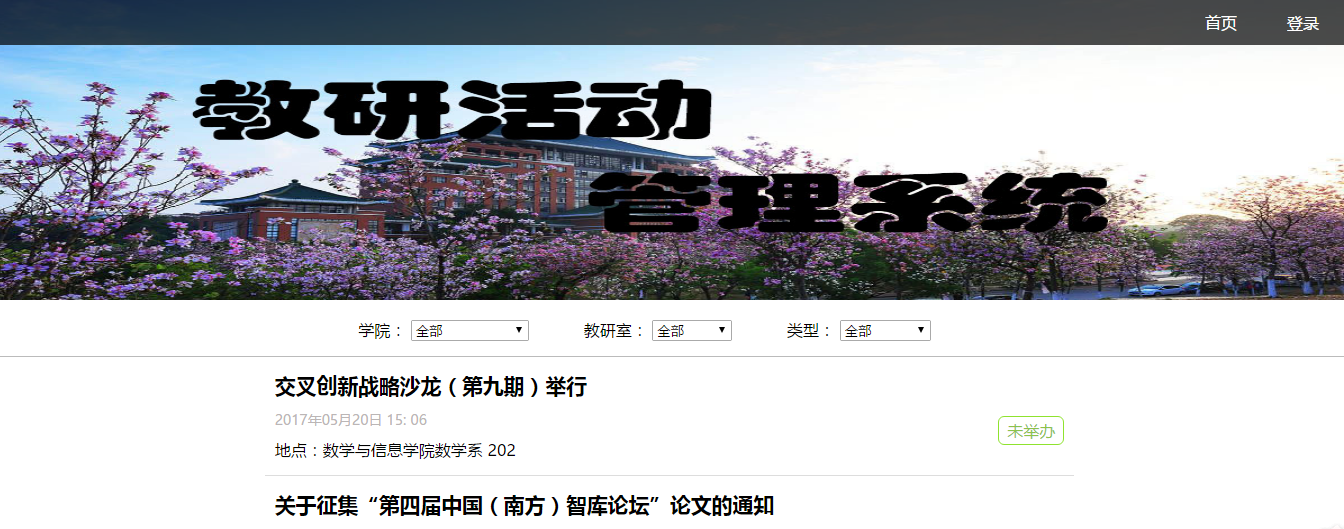 首页 登录
教研活动
管理系统
学院： 全部 教研室： 全部 类型： 全部
交叉创新战略沙龙（第九期）举行
2017年05月20日 15: 06
未举办
地点：数学与信息学院数学系 202
关于征集“第四届中国（南方）智库论坛”论文的通知